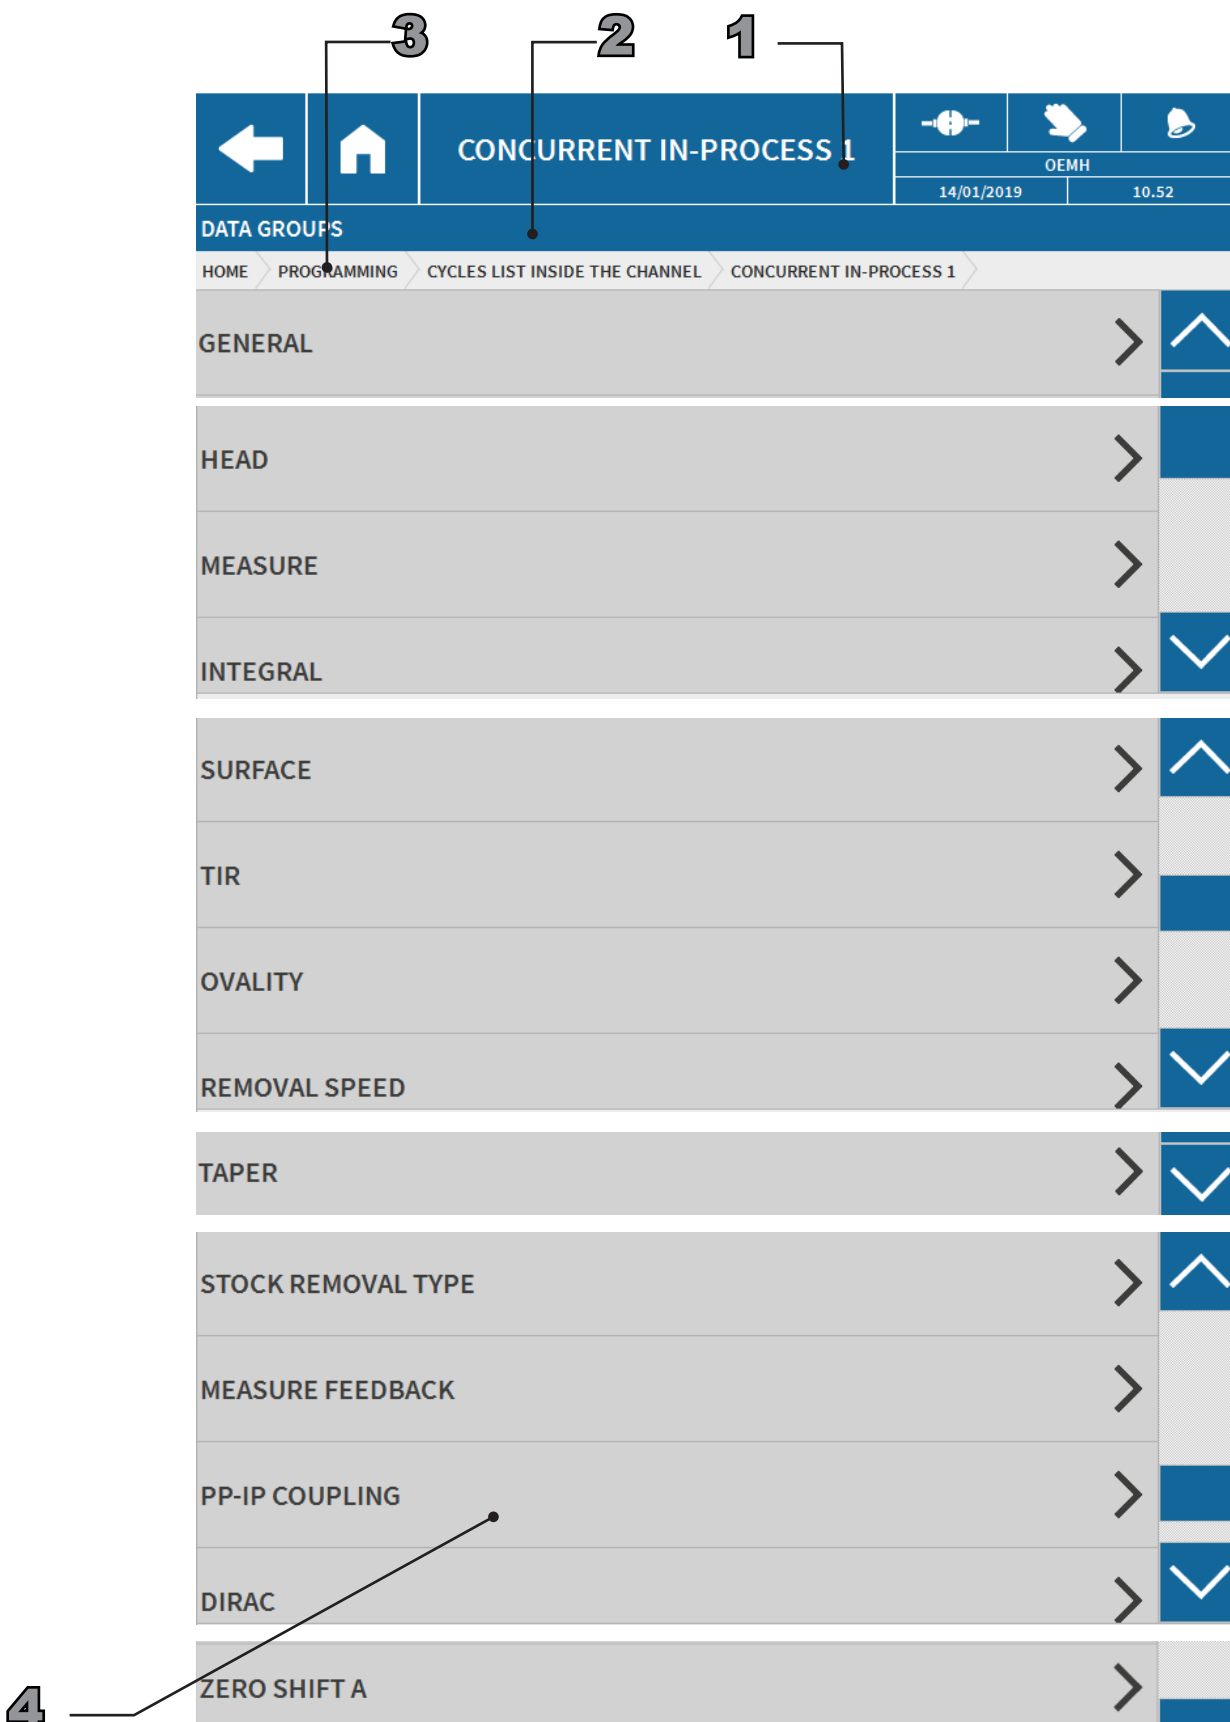 3 2 1
CONCURRENT IN-PROCESS 1
OEMH
14/01/2019 10.52
DATA GROUPS
HOME PROGRAMMING CYCLES LIST INSIDE THE CHANNEL CONCURRENT IN-PROCESS 1
GENERAL
HEAD
MEASURE
INTEGRAL
SURFACE
TIR
OVALITY
REMOVAL SPEED
TAPER
STOCK REMOVAL TYPE
MEASURE FEEDBACK
PP-IP COUPLING
DIRAC
ZERO SHIFT A
4